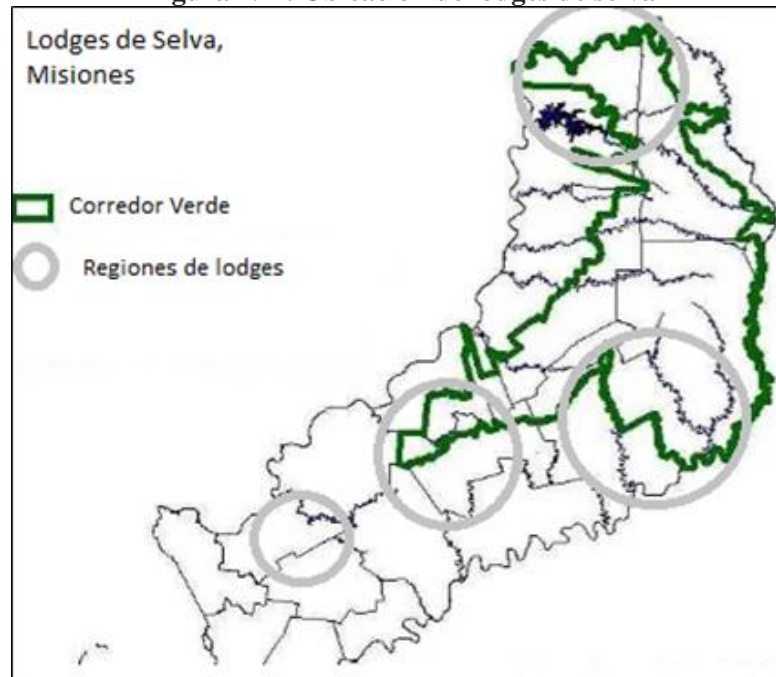 Lodges de Selva,
Misiones
Corredor Verde
Regiones de lodges